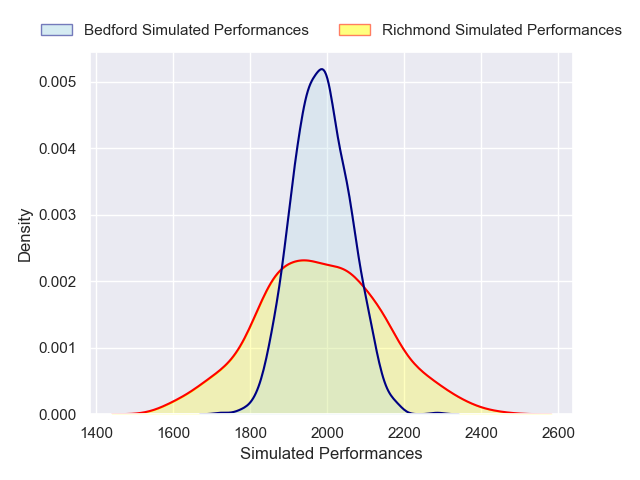 Bedford Simulated Performances
Richmond Simulated Performances
Density
0.005
0.004
0.003
0.002
0.001
0.000
1400 1600 1800 2000 2200 2400 2600
Simulated Performances